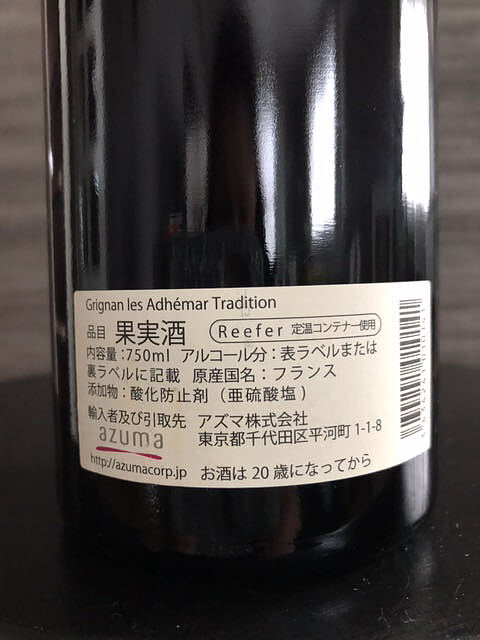 Grignan les Adhémar Tradition
品目 果実酒 Reefer 定温コンテナー使用
内容量:750ml アルコール分:表ラベルまたは
裏ラベルに記載 原産国名:フランス
添加物:酸化防止剤(亜硫酸塩)
輸入者及び引取先 アズマ株式会社
azuma 東京都千代田区平河町 1-1-8
http://azumacorp.jp お酒は 20 歳になってから